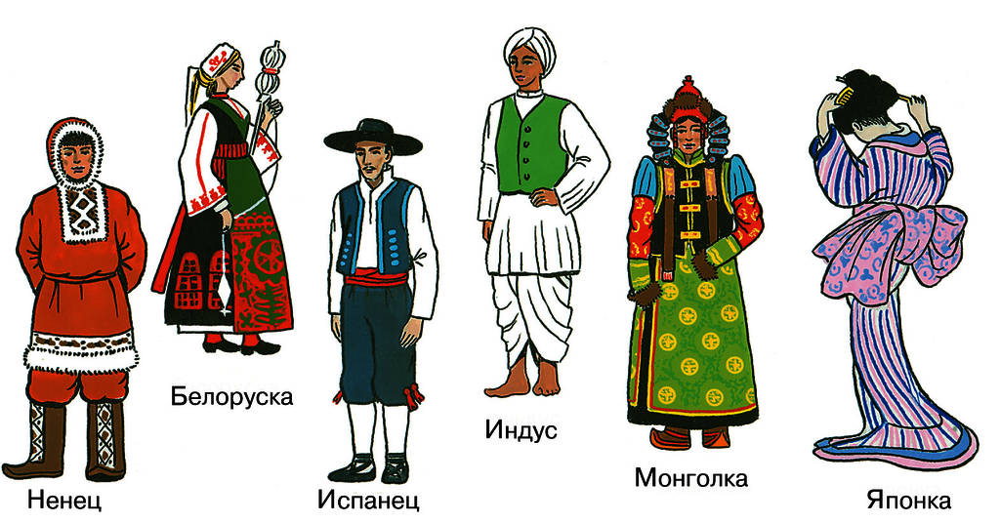 Ненец
Белоруска
Испанец
Индус
Монголка
Японка